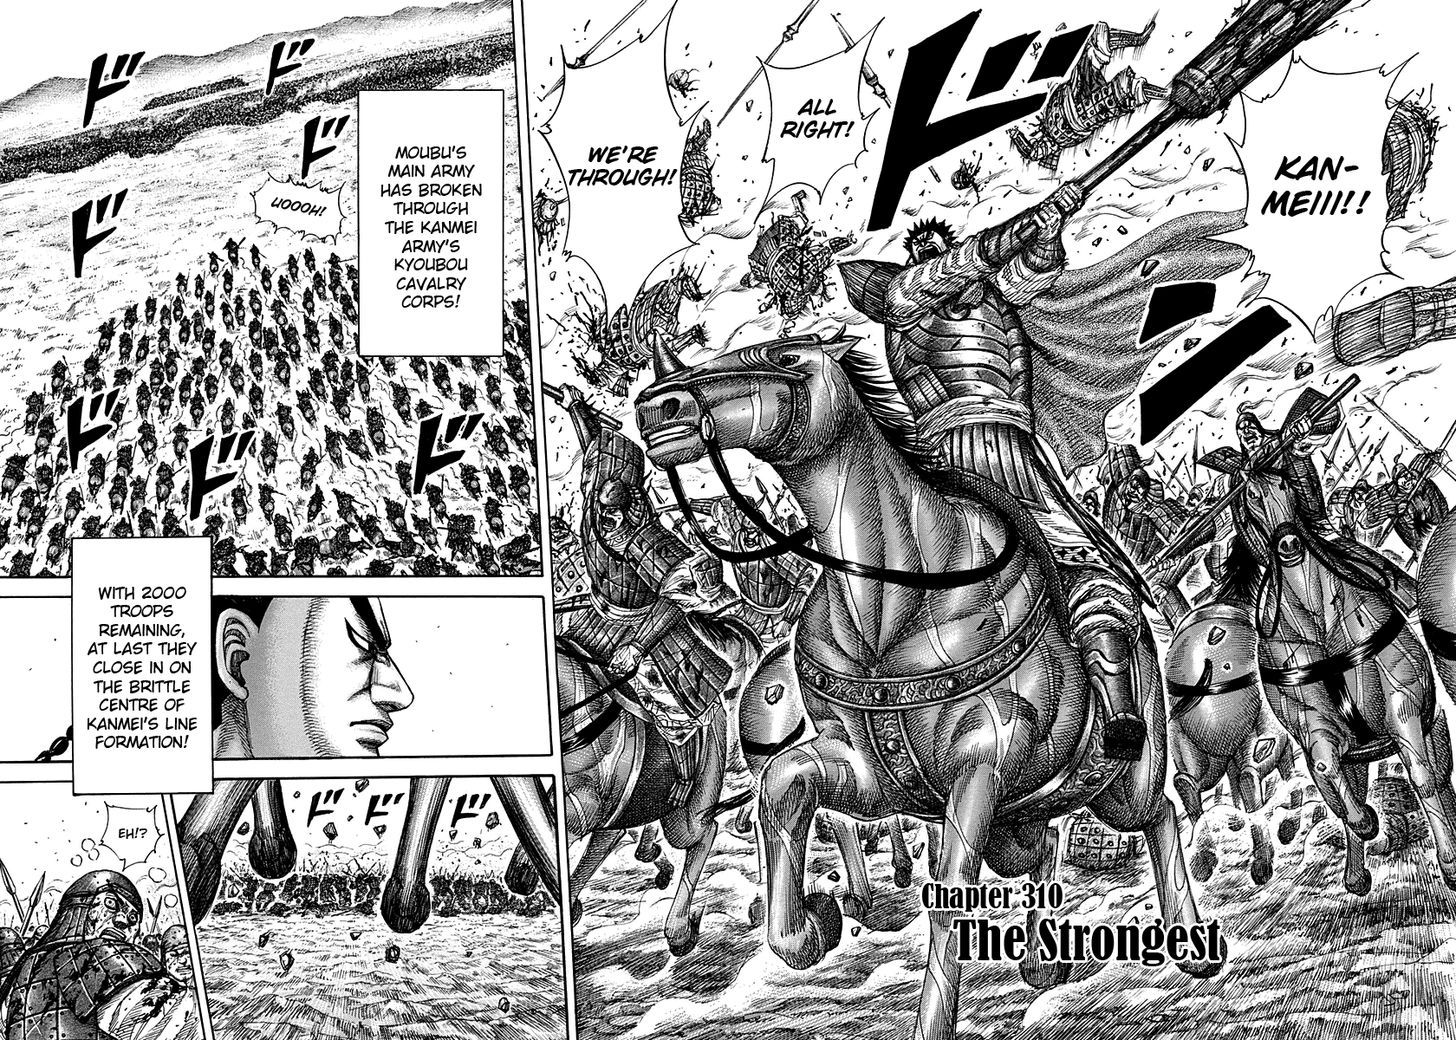 KAN-
MEIII!!
ド
ン
ALL
RIGHT!
WE'RE
THROUGH!
Chapter 310
The Strongest
MOUBU'S
MAIN ARMY
HAS BROKEN
THROUGH
THE KANMEI
ARMY'S
KYOUBOU
CAVALRY
CORPS!
UOOOH!
ド
ド
ド
ド
ド
ド
ド
WITH 2000
TROOPS
REMAINING,
AT LAST THEY
CLOSE IN ON
THE BRITTLE
CENTRE OF
KANMEI'S LINE
FORMATION!
ド
ド
ド
EH!?